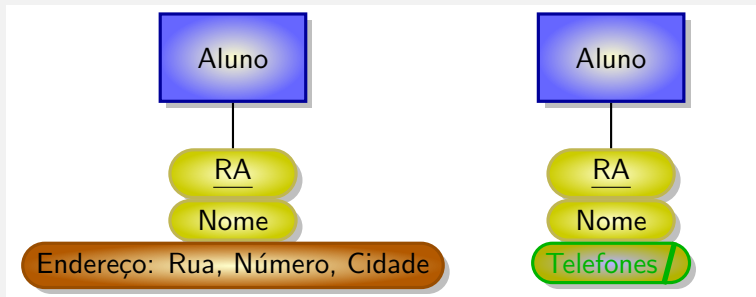 Aluno
RA
Nome
Endereço: Rua, Número, Cidade
Aluno
RA
Nome
Telefones